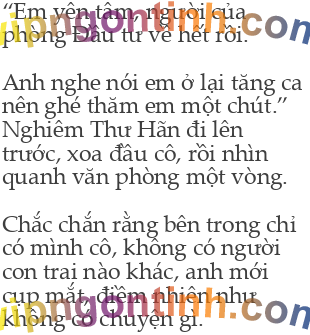 “Em yên tâm, người của
phòng Đầu tư về hết rồi.
Anh nghe nói em ở lại tăng ca
nên ghé thăm em một chút.”
Nghiêm Thư Hãn đi lên
trước, xoa đầu cô, rồi nhìn
quanh văn phòng một vòng.
Chắc chắn rằng bên trong chỉ
có mình cô, không có người
con trai nào khác, anh mới
cụp mắt, điềm nhiên như
không có chuyện gì.
vipngontinh.com
vipngontinh.com